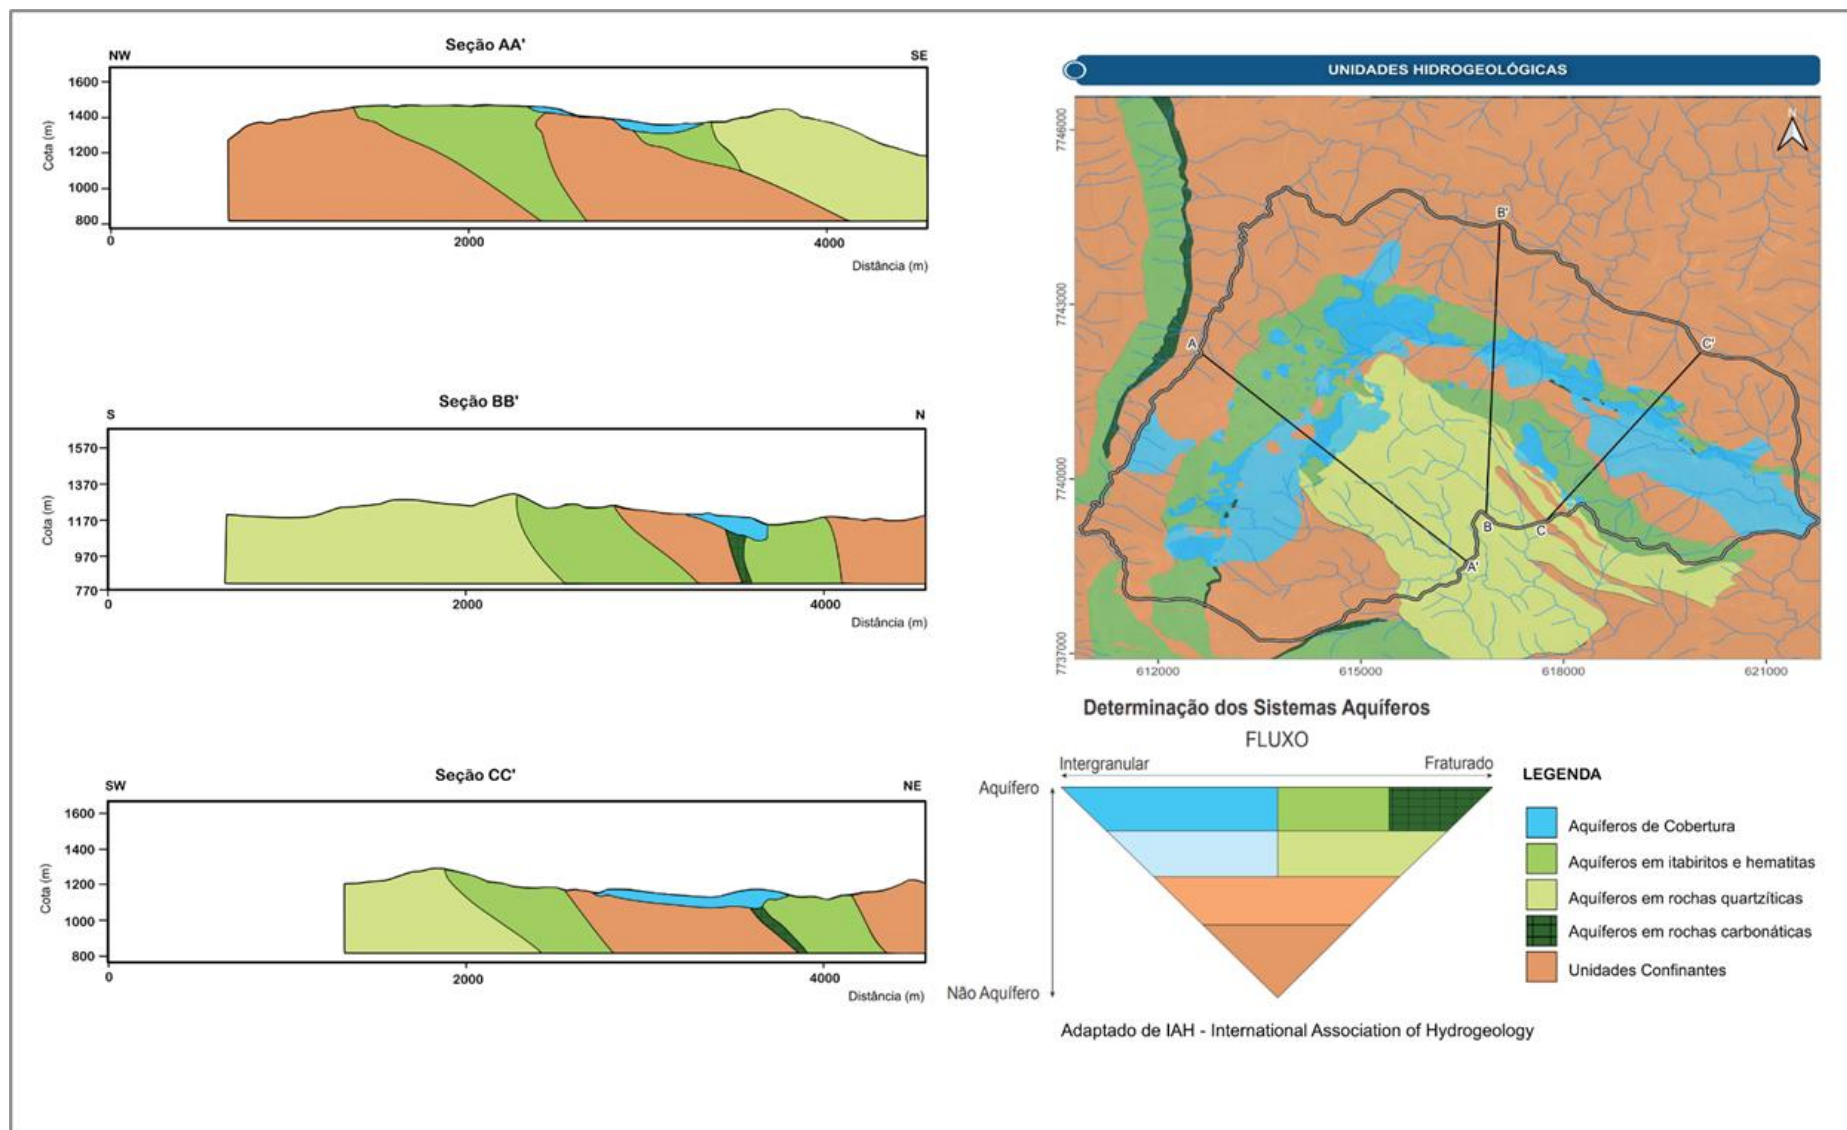 Seção AA'
NW
SE
1600
1400
1200
1000
800
Cota (m)
0
2000
4000
Distância (m)
Seção BB'
S
N
1570
1370
1170
970
770
Cota (m)
0
2000
4000
Distância (m)
Seção CC'
SW
NE
1600
1400
1200
1000
800
Cota (m)
0
2000
4000
Distância (m)
UNIDADES HIDROGEOLÓGICAS
N
7746000
7743000
7740000
7737000
B'
A
C'
B
C
A'
612000
615000
618000
621000
Determinação dos Sistemas Aquíferos
FLUXO
Intergranular
Fraturado
Aquífero
Não Aquífero
LEGENDA
Aquíferos de Cobertura
Aquíferos em itabiritos e hematitas
Aquíferos em rochas quartzíticas
Aquíferos em rochas carbonáticas
Unidades Confinantes
Adaptado de IAH - International Association of Hydrogeology